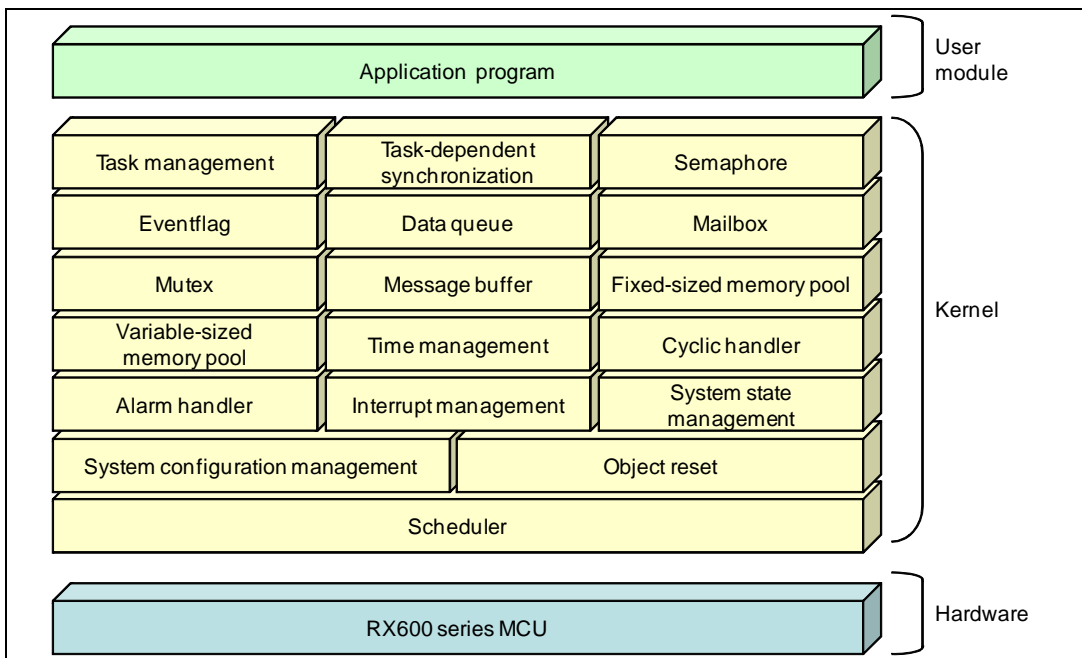 User
module
Application program
Task management
Task-dependent
synchronization
Semaphore
Eventflag
Data queue
Mailbox
Mutex
Message buffer
Fixed-sized memory pool
Kernel
Variable-sized
memory pool
Time management
Cyclic handler
Alarm handler
Interrupt management
System state
management
System configuration management
Object reset
Scheduler
Hardware
RX600 series MCU